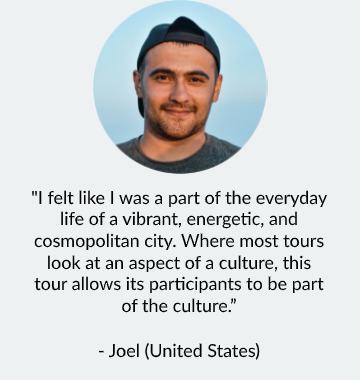 "I felt like I was a part of the everyday
life of a vibrant, energetic, and
cosmopolitan city. Where most tours
look at an aspect of a culture, this
tour allows its participants to be part
of the culture.”
- Joel (United States)